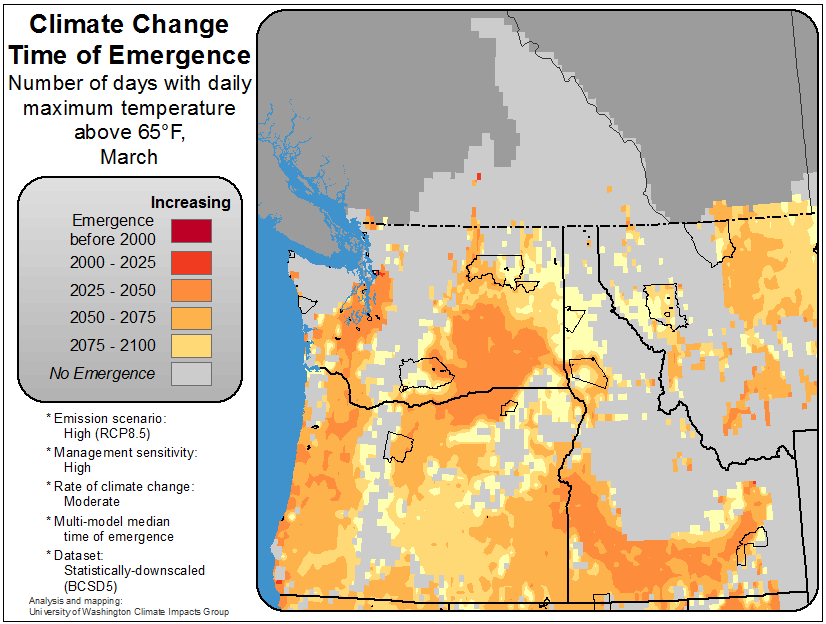 Climate Change
Time of Emergence
Number of days with daily
maximum temperature
above 65°F,
March
Increasing
Emergence
before 2000
2000 - 2025
2025 - 2050
2050 - 2075
2075 - 2100
No Emergence
* Emission scenario:
High (RCP8.5)
* Management sensitivity:
High
* Rate of climate change:
Moderate
* Multi-model median
time of emergence
* Dataset:
Statistically-downscaled
(BCSD5)
Analysis and mapping:
University of Washington Climate Impacts Group